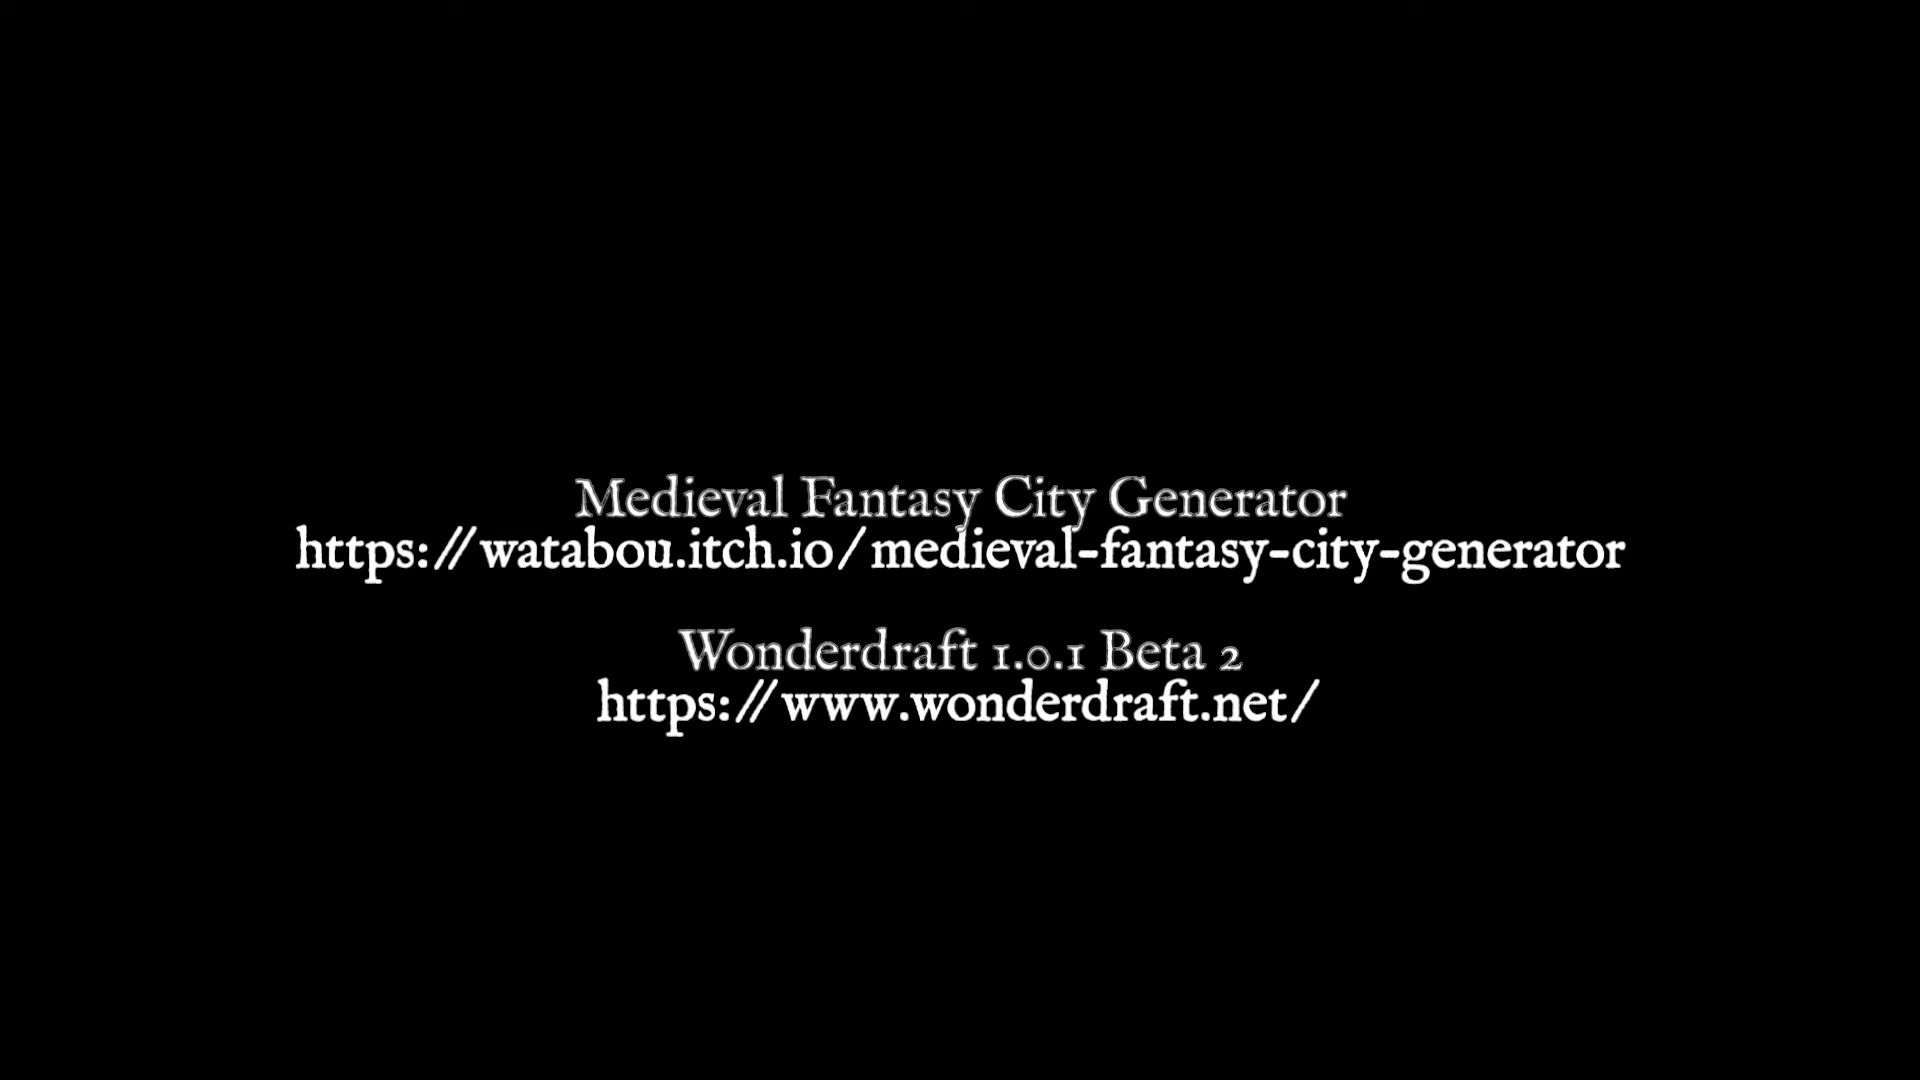 Medieval Fantasy City Generator
https://watabou.itch.io/medieval-fantasy-city-generator
Wonderdraft 1.0.1 Beta 2
https://www.wonderdraft.net/